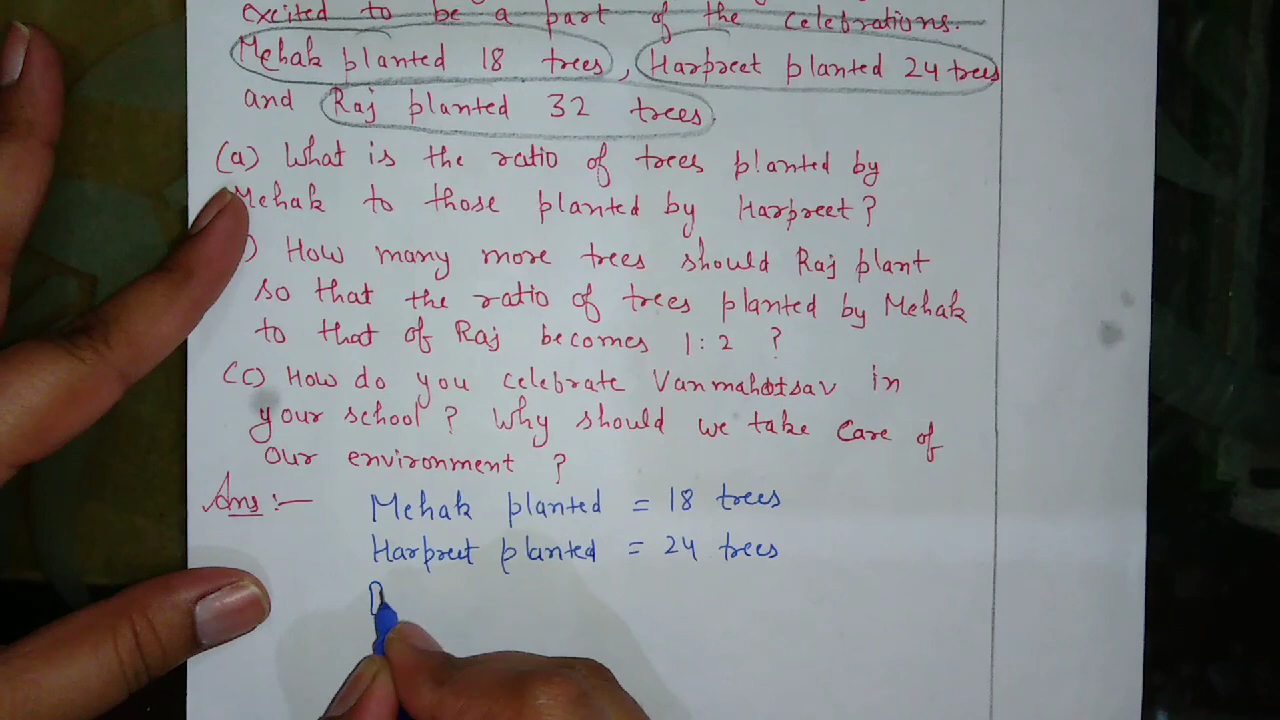 excited to be a part of the celebrations.
Mehak planted 18 trees, Harpreet planted 24 trees
and Raj planted 32 trees.
(a) What is the ratio of trees planted by
Mehak to those planted by Harpreet?
) How many more trees should Raj plant
so that the ratio of trees planted by Mehak
to that of Raj becomes 1:2 ?
(c) How do you celebrate Vanmahotsav in
your school? Why should we take care of
our environment ?
Ans :- Mehak planted = 18 trees
Harpreet planted = 24 trees